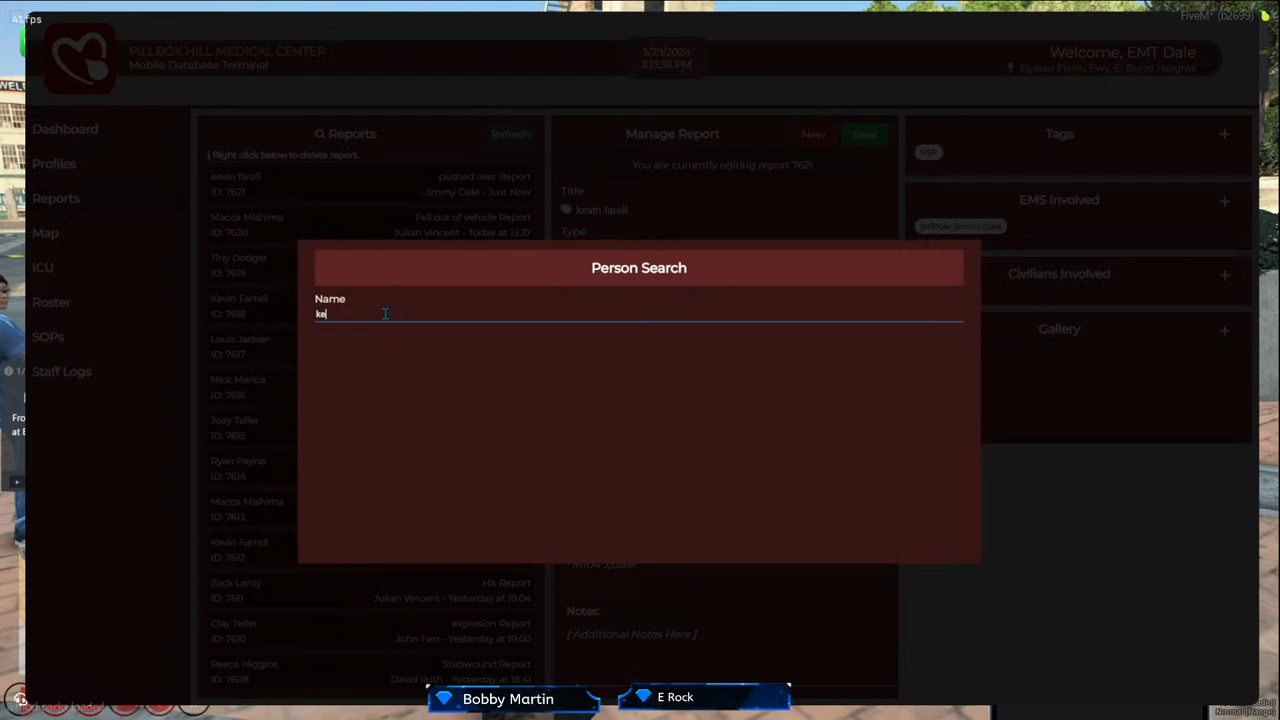 41fps
FiveM® (b2699)
PILLBOX HILL MEDICAL CENTER
Mobile Database Terminal
3/29/2024
3:15:38 PM
Welcome, EMT Dale
Elysian Fields Fwy, El Burro Heights
Dashboard
Profiles
Reports
Map
ICU
Roster
SOPs
Staff Logs
Reports
Refresh
Right click below to delete report.
kevin farell
pushed over Report
ID: 7621
Jimmy Dale - Just Now
Macca Mishima
Fell out of vehicle Report
ID: 7620
Julian Vincent - Today at 13:37
Tiny Dodger
ID: 7619
Kevin Farrell
ID: 7618
Louis Jadaan
ID: 7617
Nick Merica
ID: 7616
Joey Teller
ID: 7615
Ryan Payns
ID: 7614
Macca Mishima
ID: 7613
Kevin Farrell
ID: 7612
Zack Leroy
Hit Report
ID: 7611
Julian Vincent - Yesterday at 19:04
Clay Teller
explosion Report
ID: 7610
John Ferr - Yesterday at 19:00
Reece Higgins
Stabwound Report
ID: 7608
David Roth - Yesterday at 18:41
Manage Report
New
Save
You are currently editing report 7621
Title
kevin farell
Type
Person Search
Name
ke
Notes:
[ Additional Notes Here ]
Tags
MSP
EMS Involved
Civilians Involved
Gallery
Bobby Martin
E Rock